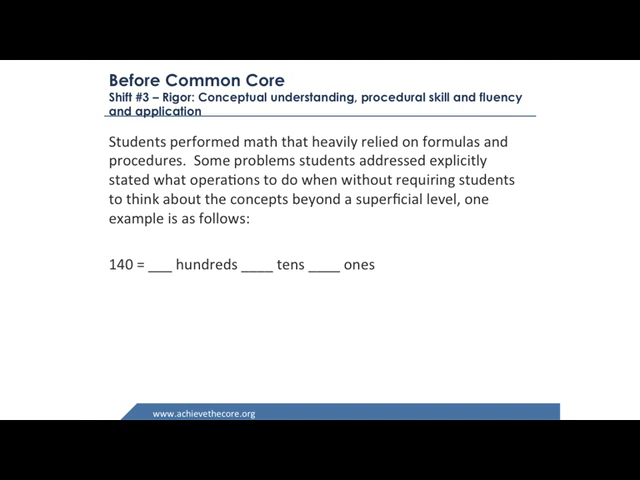 Before Common Core
Shift #3 – Rigor: Conceptual understanding, procedural skill and fluency
and application
Students performed math that heavily relied on formulas and
procedures.  Some problems students addressed explicitly
stated what operations to do when without requiring students
to think about the concepts beyond a superficial level, one
example is as follows:
140 = ___ hundreds ____ tens ____ ones
www.achievethecore.org